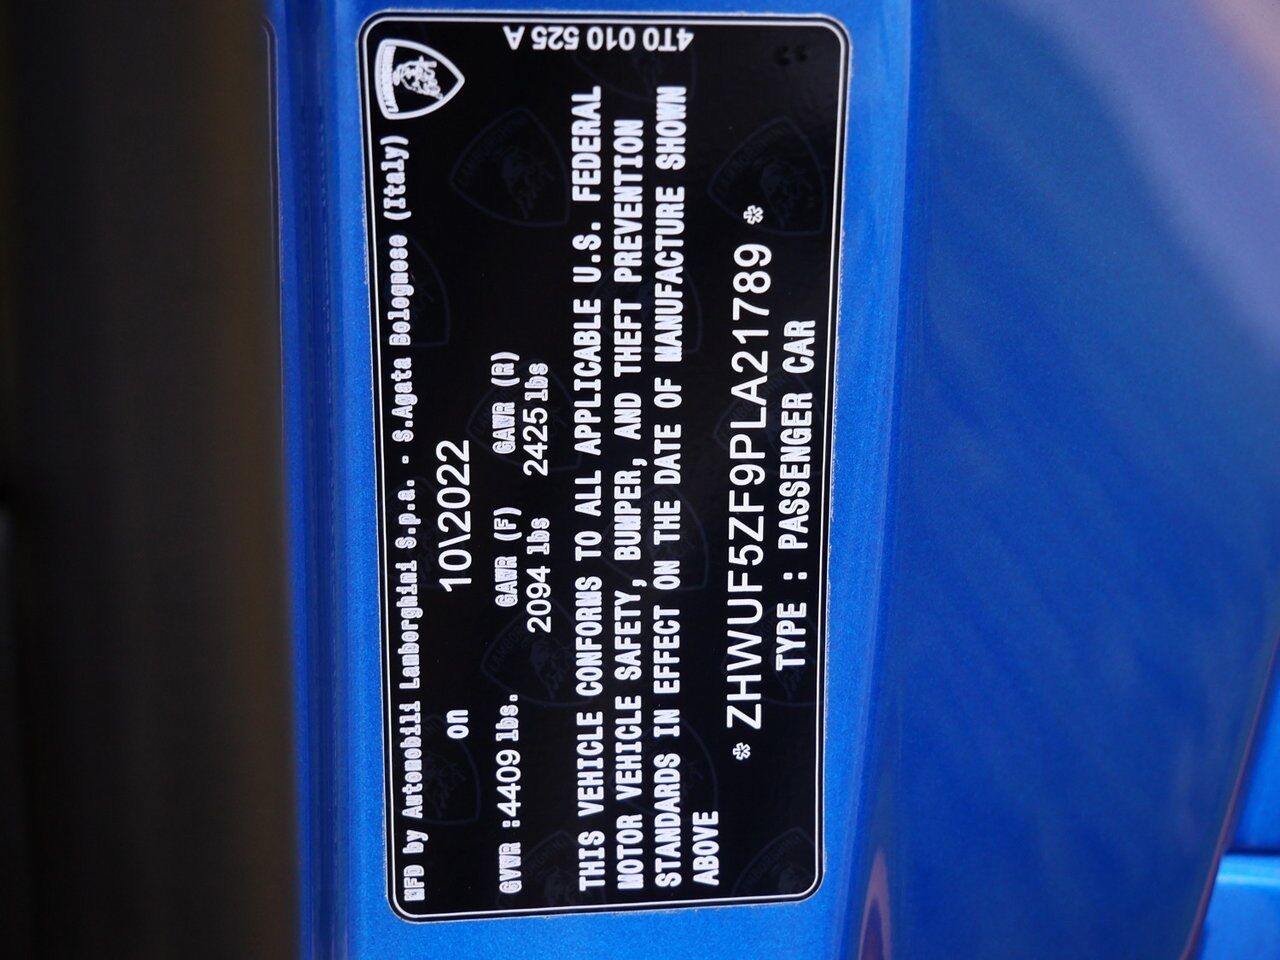 MFD by Automobili Lamborghini S.p.a. - S.Agata Bolognese (Italy)
on 10\2022
GVWR :4409 lbs. GAWR (F) GAWR (R)
2094 lbs 2425 lbs
THIS VEHICLE CONFORMS TO ALL APPLICABLE U.S. FEDERAL
MOTOR VEHICLE SAFETY, BUMPER, AND THEFT PREVENTION
STANDARDS IN EFFECT ON THE DATE OF MANUFACTURE SHOWN
ABOVE
* ZHWUF5ZF9PLA21789 *
TYPE : PASSENGER CAR
4T0 010 525 A
LAMBORGHINI